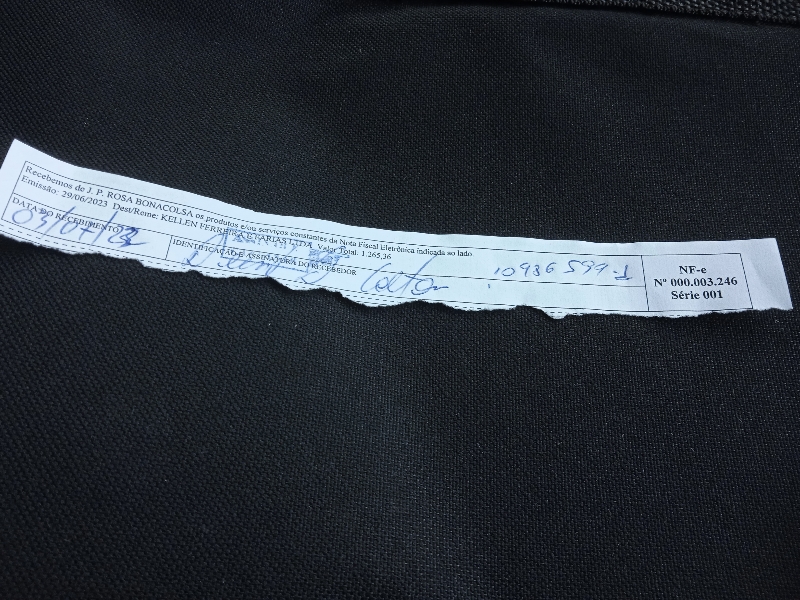 Recebemos de J. P. ROSA BONACOLSA os produtos e/ou serviços constantes da Nota Fiscal Eletrônica indicada ao lado
Emissão: 29/06/2023 Dest/Reme: KELLEN FERREIRA E FARIAS LTDA Valor Total: 1.265,36
DATA DO RECEBIMENTO
IDENTIFICAÇÃO E ASSINATURA DO RECEBEDOR
10936597-1
NF-e
Nº 000.003.246
Série 001